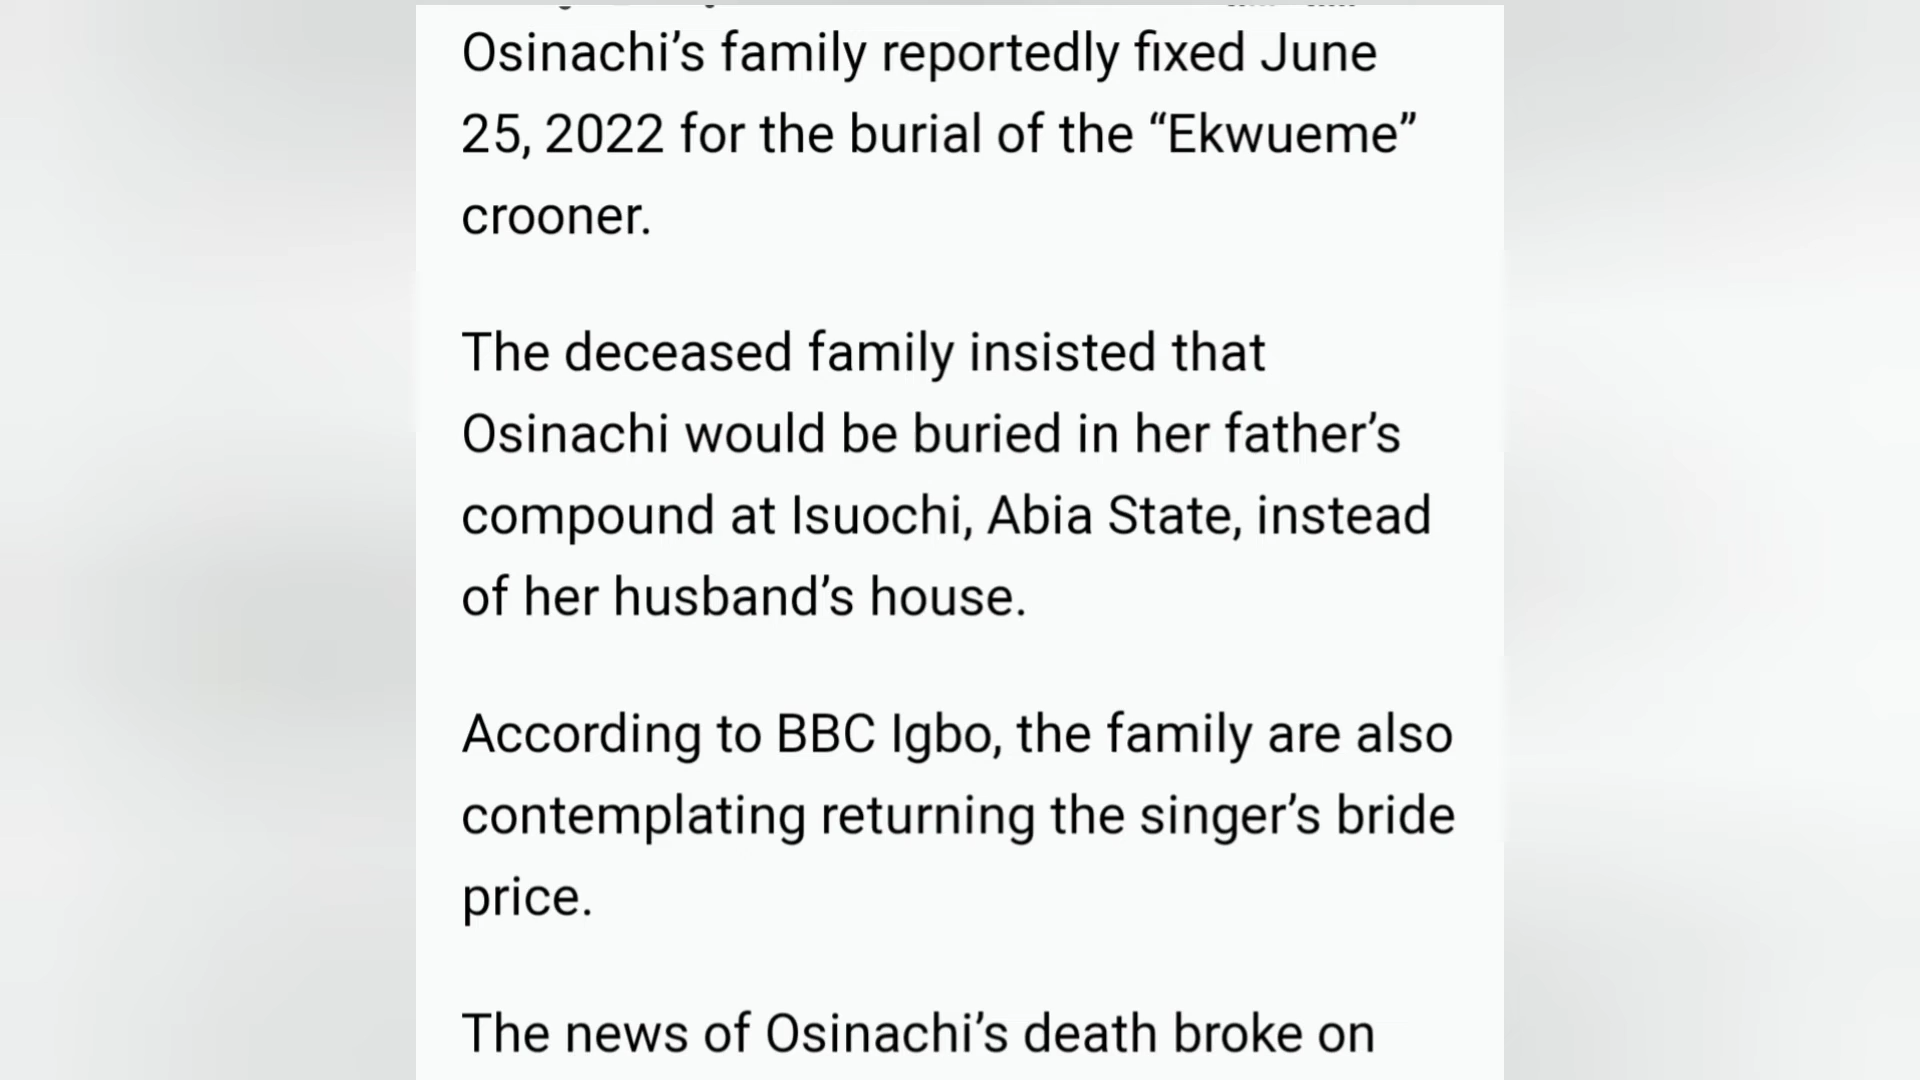 Osinachi’s family reportedly fixed June
25, 2022 for the burial of the “Ekwueme”
crooner.
The deceased family insisted that
Osinachi would be buried in her father’s
compound at Isuochi, Abia State, instead
of her husband’s house.
According to BBC Igbo, the family are also
contemplating returning the singer’s bride
price.
The news of Osinachi’s death broke on